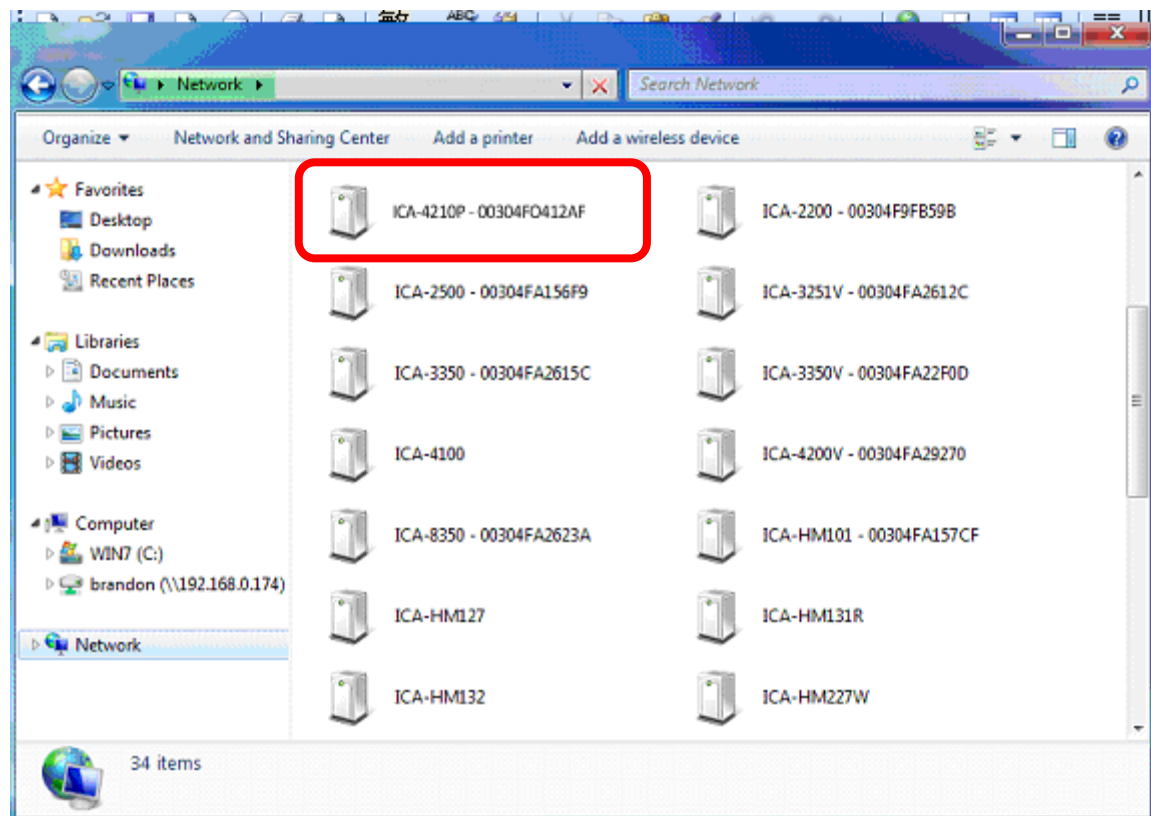 敏 ABC
Network
Search Network
Organize Network and Sharing Center Add a printer Add a wireless device
Favorites
Desktop
Downloads
Recent Places
Libraries
Documents
Music
Pictures
Videos
Computer
WIN7 (C:)
brandon (\\192.168.0.174)
Network
ICA-4210P - 00304FO412AF ICA-2200 - 00304F9FB59B
ICA-2500 - 00304FA156F9 ICA-3251V - 00304FA2612C
ICA-3350 - 00304FA2615C ICA-3350V - 00304FA22F0D
ICA-4100 ICA-4200V - 00304FA29270
ICA-8350 - 00304FA2623A ICA-HM101 - 00304FA157CF
ICA-HM127 ICA-HM131R
ICA-HM132 ICA-HM227W
34 items